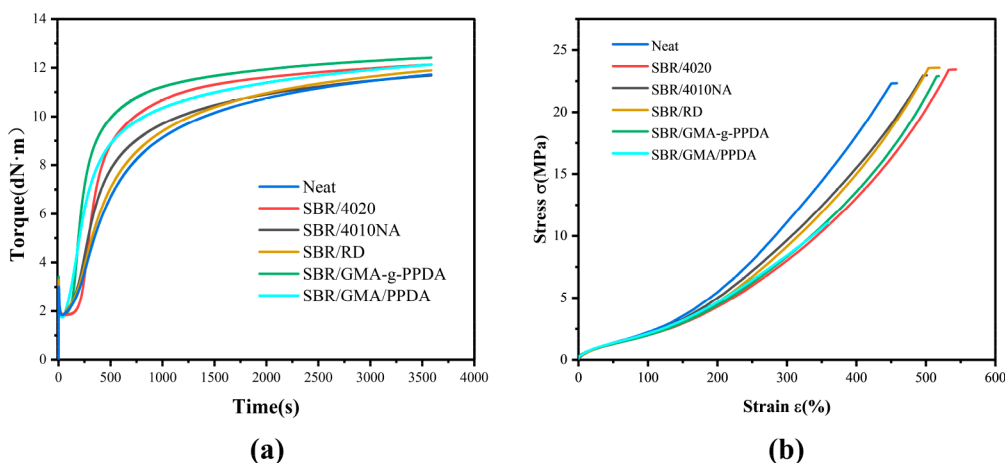 14
12
10
8
6
4
2
0
Torque(dN·m)
Neat
SBR/4020
SBR/4010NA
SBR/RD
SBR/GMA-g-PPDA
SBR/GMA/PPDA
0 500 1000 1500 2000 2500 3000 3500 4000
Time(s)
(a)
25
20
15
10
5
0
Stress σ(MPa)
Neat
SBR/4020
SBR/4010NA
SBR/RD
SBR/GMA-g-PPDA
SBR/GMA/PPDA
0 100 200 300 400 500 600
Strain ε(%)
(b)